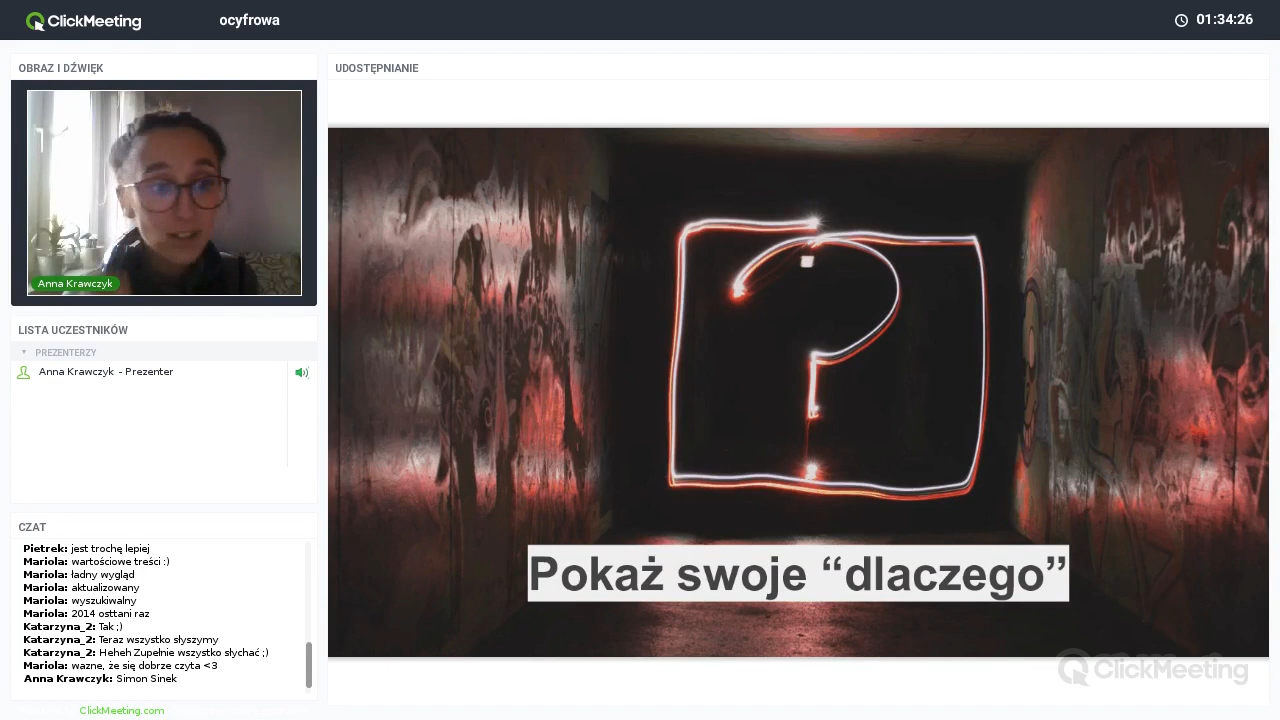 ClickMeeting
ocyfrowa
01:34:26
OBRAZ I DŹWIĘK
Anna Krawczyk
LISTA UCZESTNIKÓW
PREZENTERZY
Anna Krawczyk - Prezenter
CZAT
Pietrek: jest trochę lepiej
Mariola: wartościowe treści :)
Mariola: ładny wygląd
Mariola: aktualizowany
Mariola: wyszukiwalny
Mariola: 2014 osttani raz
Katarzyna_2: Tak ;)
Katarzyna_2: Teraz wszystko słyszymy
Katarzyna_2: Heheh Zupełnie wszystko słychać ;)
Mariola: wazne, że się dobrze czyta <3
Anna Krawczyk: Simon Sinek
ClickMeeting.com
UDOSTĘPNIANIE
?
Pokaż swoje “dlaczego”
ClickMeeting